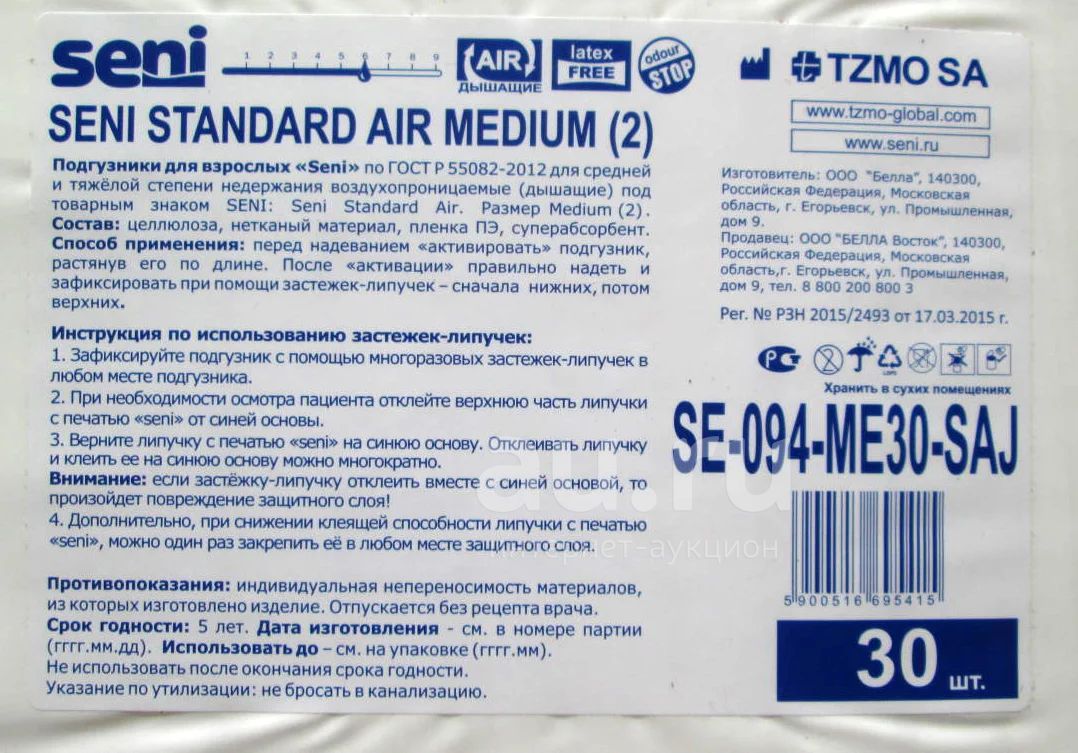 seni
1 2 3 4 5 6 7 8 9
AIR
ДЫШАЩИЕ
latex
FREE
odour
STOP
TZMO SA
www.tzmo-global.com
www.seni.ru
SENI STANDARD AIR MEDIUM (2)
Подгузники для взрослых «Seni» по ГОСТ Р 55082-2012 для средней
и тяжёлой степени недержания воздухопроницаемые (дышащие) под
товарным знаком SENI: Seni Standard Air. Размер Medium (2).
Состав: целлюлоза, нетканый материал, пленка ПЭ, суперабсорбент.
Способ применения: перед надеванием «активировать» подгузник,
растянув его по длине. После «активации» правильно надеть и
зафиксировать при помощи застежек-липучек – сначала нижних, потом
верхних.
Инструкция по использованию застежек-липучек:
1. Зафиксируйте подгузник с помощью многоразовых застежек-липучек в
любом месте подгузника.
2. При необходимости осмотра пациента отклейте верхнюю часть липучки
с печатью «seni» от синей основы.
3. Верните липучку с печатью «seni» на синюю основу. Отклеивать липучку
и клеить ее на синюю основу можно многократно.
Внимание: если застёжку-липучку отклеить вместе с синей основой, то
произойдет повреждение защитного слоя!
4. Дополнительно, при снижении клеящей способности липучки с печатью
«seni», можно один раз закрепить её в любом месте защитного слоя.
Противопоказания: индивидуальная непереносимость материалов,
из которых изготовлено изделие. Отпускается без рецепта врача.
Срок годности: 5 лет. Дата изготовления - см. в номере партии
(гггг.мм.дд). Использовать до – см. на упаковке (гггг.мм).
Не использовать после окончания срока годности.
Указание по утилизации: не бросать в канализацию.
Изготовитель: ООО "Белла", 140300,
Российская Федерация, Московская
область, г. Егорьевск, ул. Промышленная,
дом 9.
Продавец: ООО "БЕЛЛА Восток", 140300,
Российская Федерация, Московская
область,г. Егорьевск, ул. Промышленная,
дом 9, тел. 8 800 200 800 3
Рег. № РЗН 2015/2493 от 17.03.2015 г.
Хранить в сухих помещениях
SE-094-ME30-SAJ
au.ru
интернет-аукцион
5 900516 695415
30 шт.